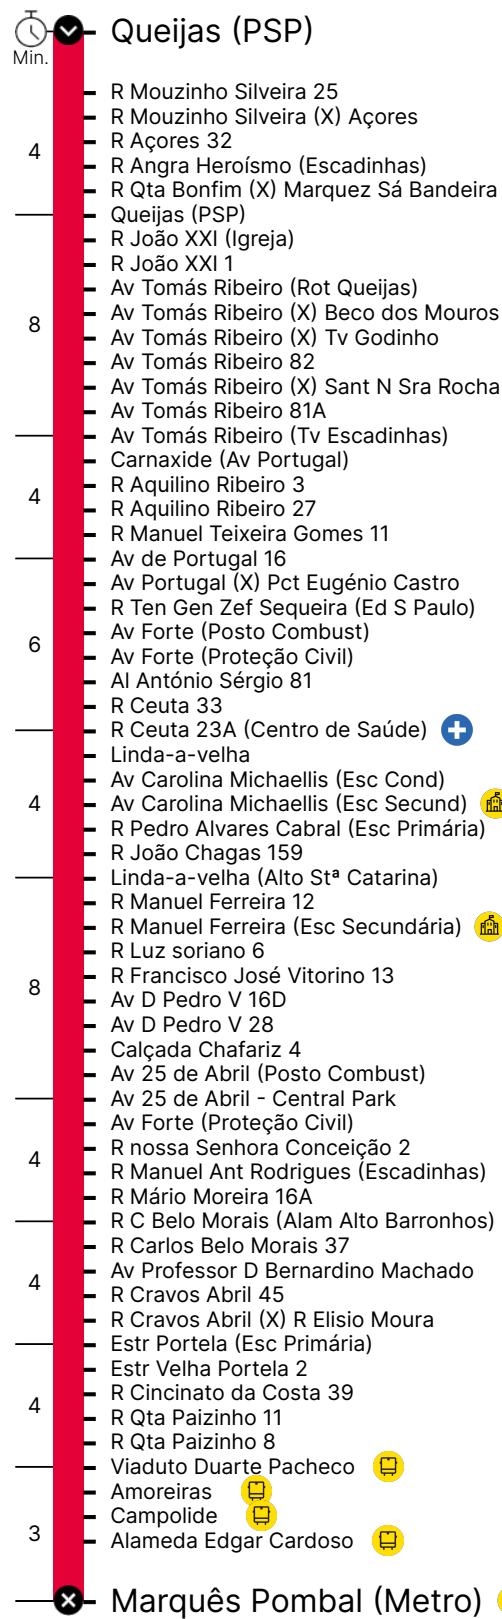 Queijas (PSP)
Min.
R Mouzinho Silveira 25
R Mouzinho Silveira (X) Açores
4
R Açores 32
R Angra Heroísmo (Escadinhas)
R Qta Bonfim (X) Marquez Sá Bandeira
Queijas (PSP)
R João XXI (Igreja)
R João XXI 1
Av Tomás Ribeiro (Rot Queijas)
Av Tomás Ribeiro (X) Beco dos Mouros
8
Av Tomás Ribeiro (X) Tv Godinho
Av Tomás Ribeiro 82
Av Tomás Ribeiro (X) Sant N Sra Rocha
Av Tomás Ribeiro 81A
Av Tomás Ribeiro (Tv Escadinhas)
Carnaxide (Av Portugal)
R Aquilino Ribeiro 3
4
R Aquilino Ribeiro 27
R Manuel Teixeira Gomes 11
Av de Portugal 16
Av Portugal (X) Pct Eugénio Castro
R Ten Gen Zef Sequeira (Ed S Paulo)
Av Forte (Posto Combust)
6
Av Forte (Proteção Civil)
Al António Sérgio 81
R Ceuta 33
R Ceuta 23A (Centro de Saúde)
Linda-a-velha
Av Carolina Michaellis (Esc Cond)
4
Av Carolina Michaellis (Esc Secund)
R Pedro Alvares Cabral (Esc Primária)
R João Chagas 159
Linda-a-velha (Alto Stª Catarina)
R Manuel Ferreira 12
R Manuel Ferreira (Esc Secundária)
R Luz soriano 6
R Francisco José Vitorino 13
8
Av D Pedro V 16D
Av D Pedro V 28
Calçada Chafariz 4
Av 25 de Abril (Posto Combust)
Av 25 de Abril - Central Park
Av Forte (Proteção Civil)
R nossa Senhora Conceição 2
4
R Manuel Ant Rodrigues (Escadinhas)
R Mário Moreira 16A
R C Belo Morais (Alam Alto Barronhos)
R Carlos Belo Morais 37
Av Professor D Bernardino Machado
4
R Cravos Abril 45
R Cravos Abril (X) R Elisio Moura
Estr Portela (Esc Primária)
Estr Velha Portela 2
R Cincinato da Costa 39
4
R Qta Paizinho 11
R Qta Paizinho 8
Viaduto Duarte Pacheco
Amoreiras
Campolide
3
Alameda Edgar Cardoso
Marquês Pombal (Metro)